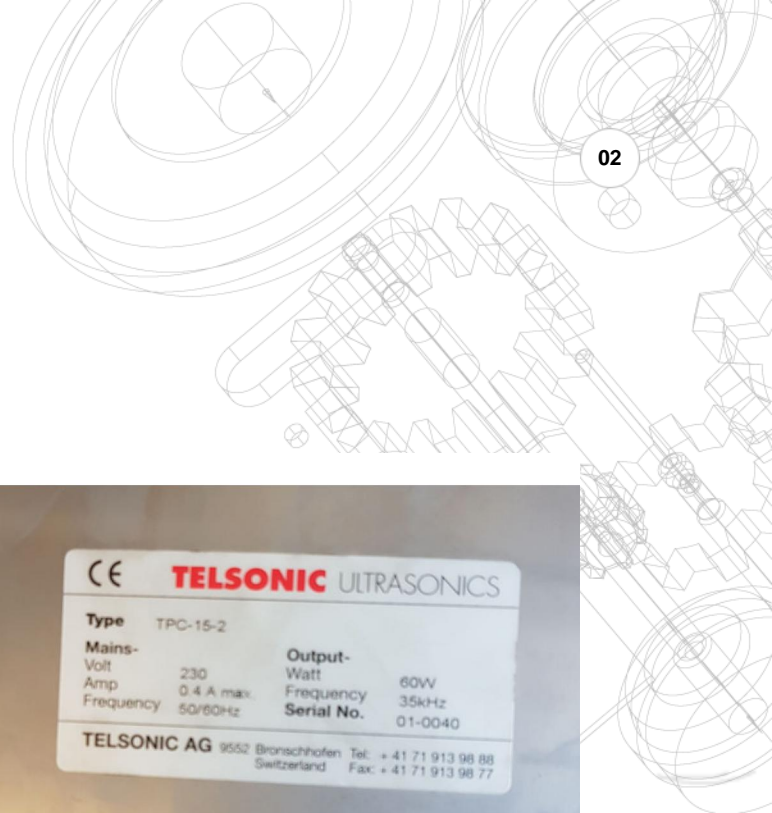 02
CE TELSONIC ULTRASONICS
Type TPC-15-2
Mains- Output-
Volt 230 Watt 60W
Amp 0.4 A max. Frequency 35kHz
Frequency 50/60Hz Serial No. 01-0040
TELSONIC AG 9552 Bronschhofen Tel: + 41 71 913 98 88
Switzerland Fax: + 41 71 913 98 77